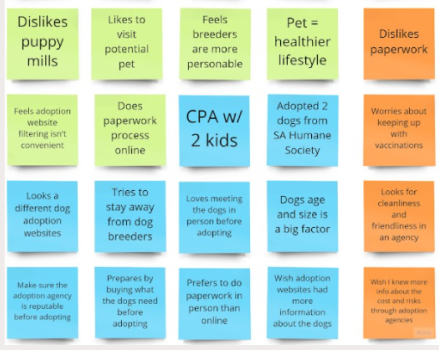 Dislikes
puppy
mills
Likes to
visit
potential
pet
Feels
breeders
are more
personable
Pet =
healthier
lifestyle
Dislikes
paperwork
Feels adoption
website
filtering isn't
convenient
Does
paperwork
process
online
CPA w/
2 kids
Adopted 2
dogs from
SA Humane
Society
Worries about
keeping up
with
vaccinations
Looks a
different dog
adoption
websites
Tries to
stay away
from dog
breeders
Loves meeting
the dogs in
person before
adopting
Dogs age
and size is
a big factor
Looks for
cleanliness
and
friendliness in
an agency
Make sure the
adoption agency
is reputable
before adopting
Prepares by
buying what
the dogs need
before
adopting
Prefers to do
paperwork in
person than
online
Wish adoption
websites had
more
information
about the dogs
Wish I knew more
info about the
cost and risks
through adoption
agencies